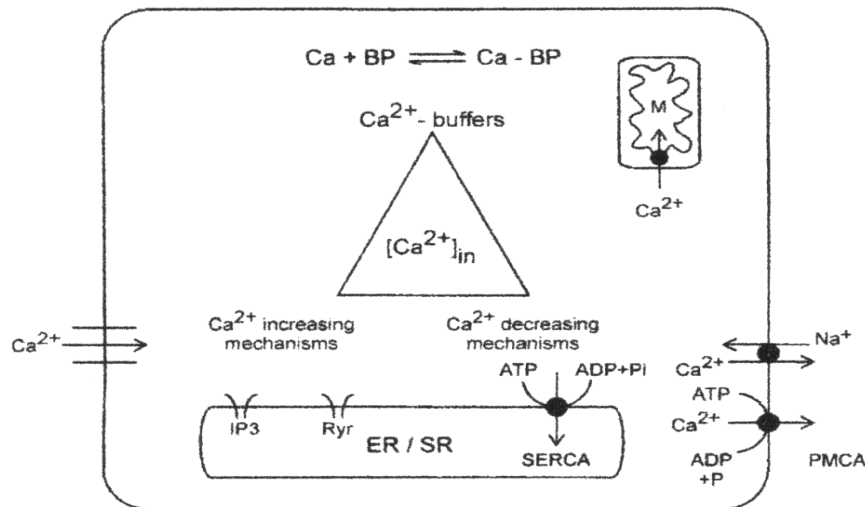 Ca + BP ⇌ Ca - BP
Ca2+- buffers
M
Ca2+
[Ca2+]in
Ca2+
Ca2+ increasing
mechanisms
Ca2+ decreasing
mechanisms
Na+
Ca2+
ATP
ADP+Pi
IP3
Ryr
ER / SR
SERCA
ATP
Ca2+
ADP
+P
PMCA